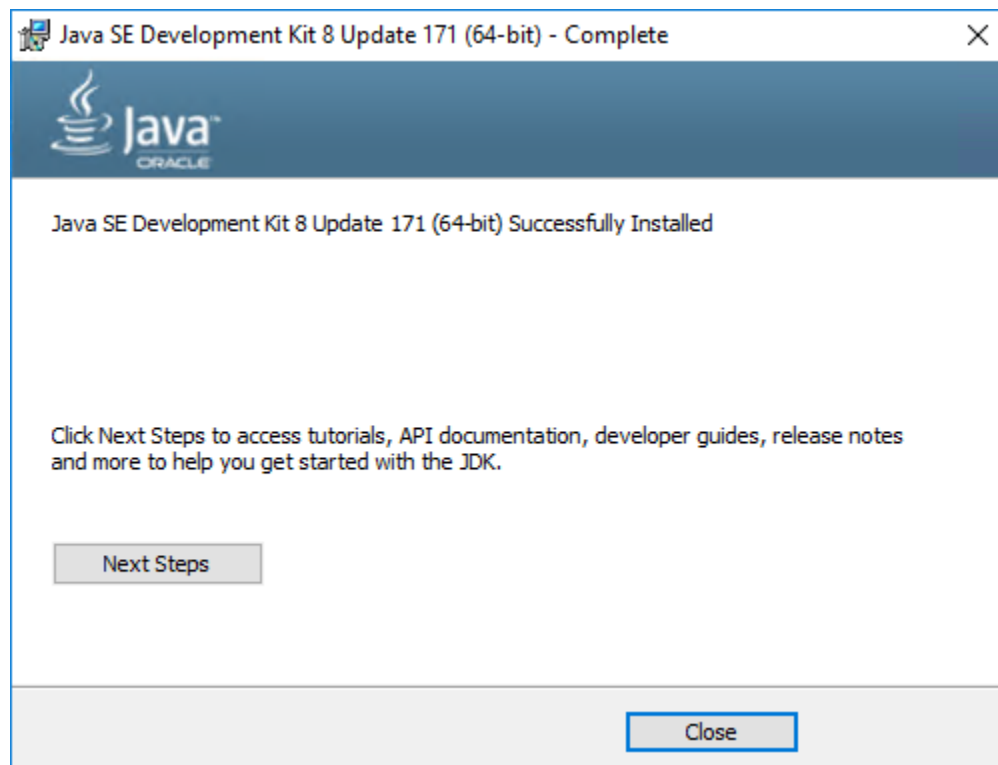 Java SE Development Kit 8 Update 171 (64-bit) - Complete
Java™
ORACLE
Java SE Development Kit 8 Update 171 (64-bit) Successfully Installed
Click Next Steps to access tutorials, API documentation, developer guides, release notes
and more to help you get started with the JDK.
Next Steps
Close